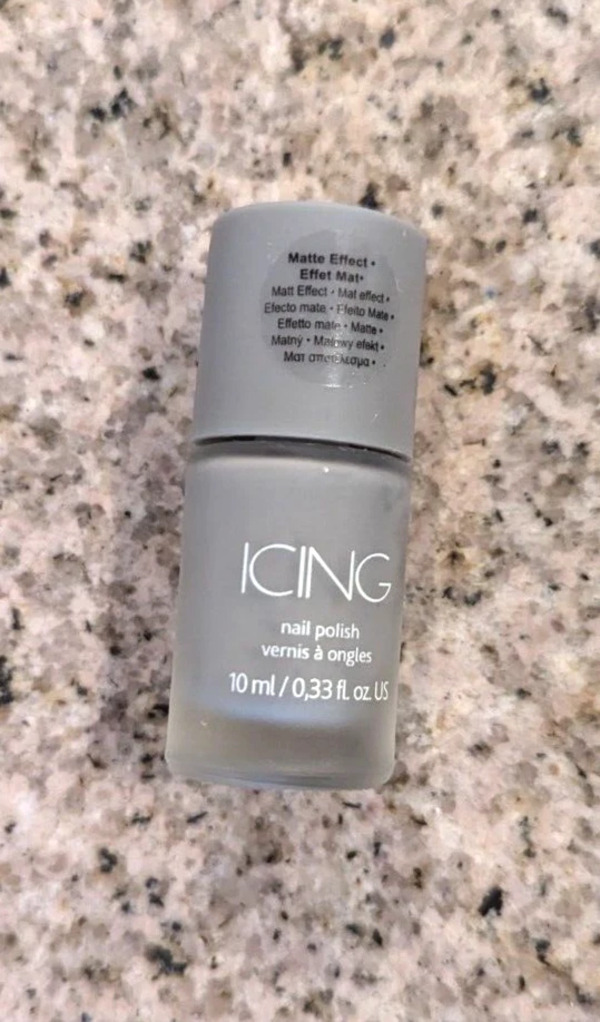 Matte Effect •
Effet Mat•
Matt Effect • Mat effect •
Efecto mate • Efeito Mate •
Effetto mate • Matte •
Matný • Matowy efekt •
Ματ αποτέλεσμα •
ICING
nail polish
vernis à ongles
10 ml / 0,33 fl. oz. US